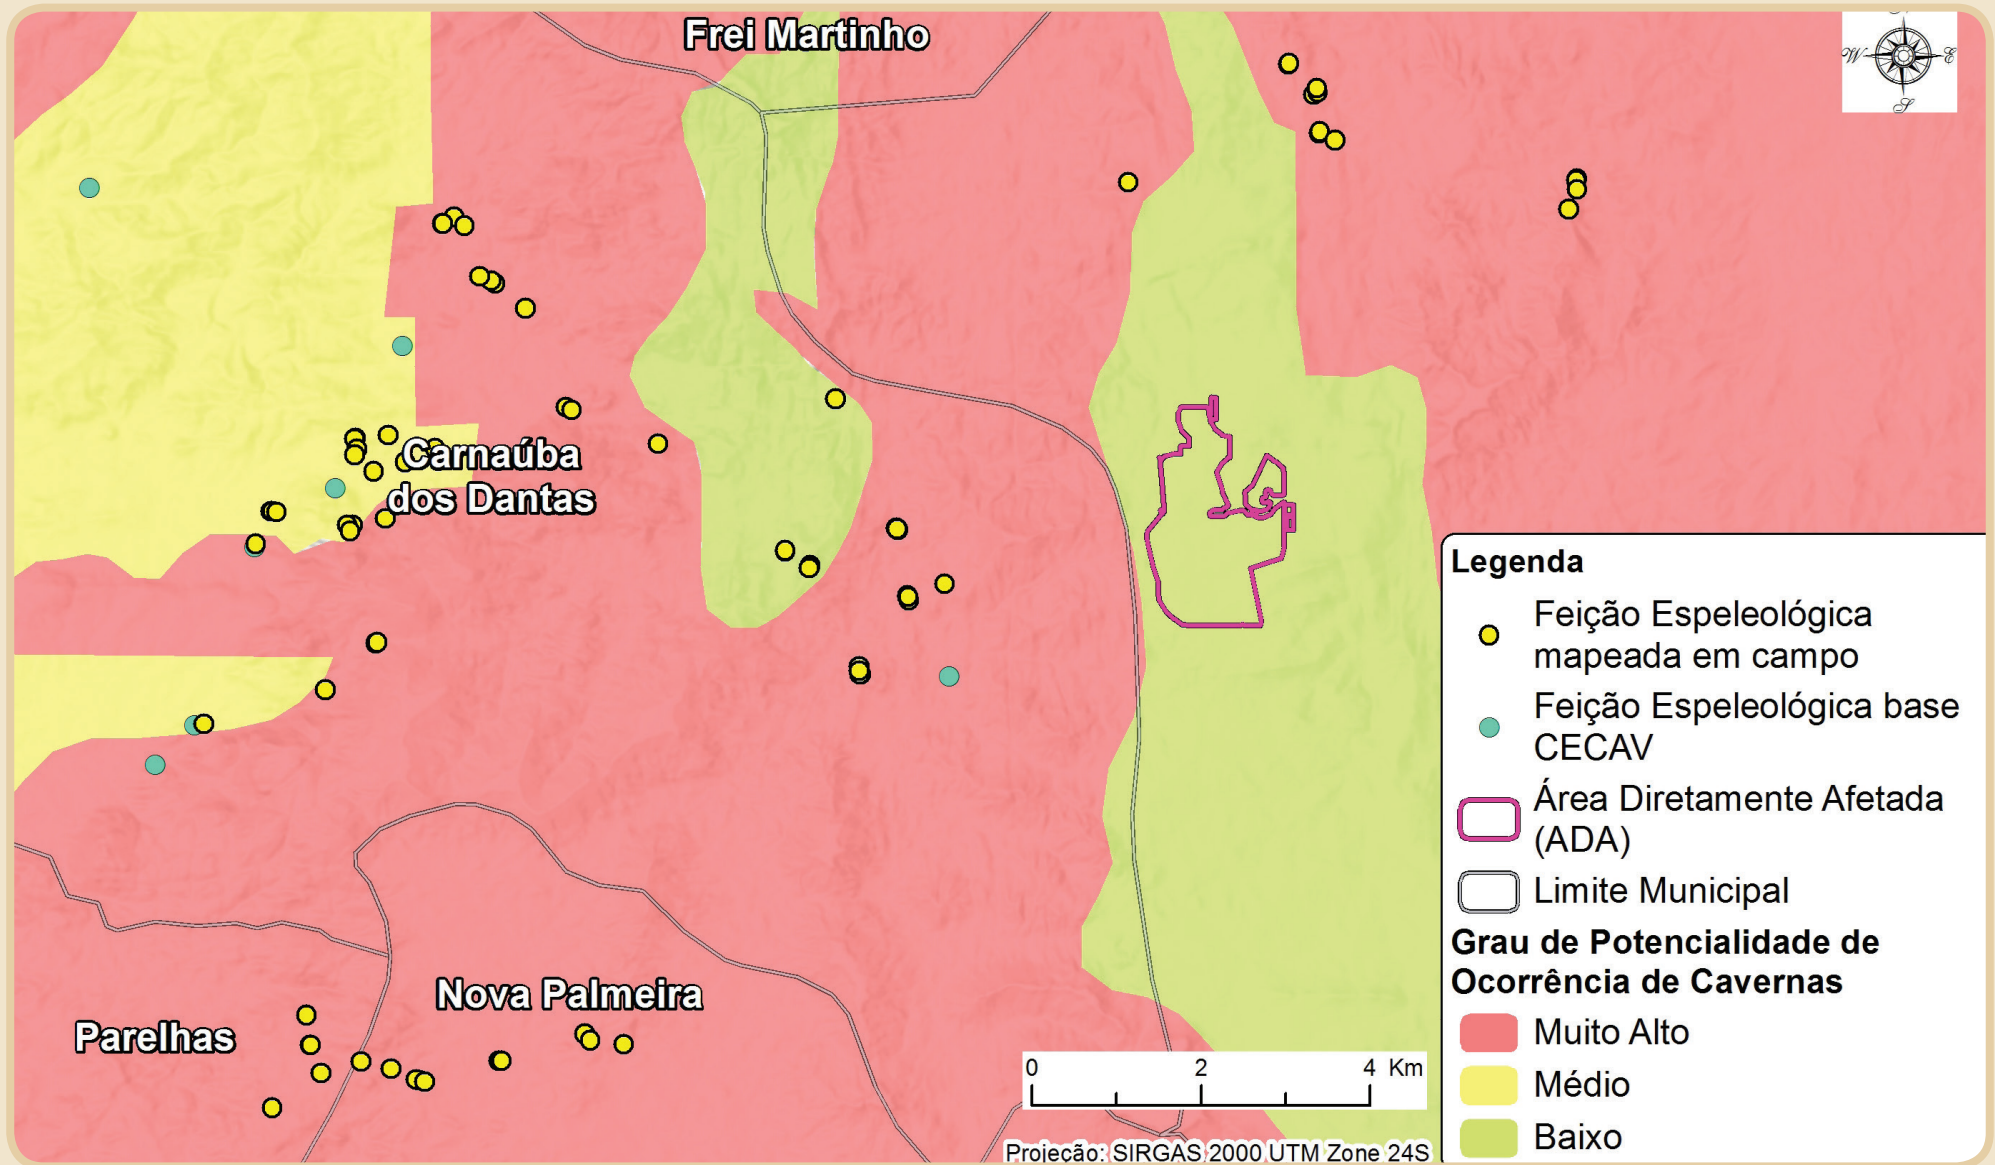 Frei Martinho
W
E
S
Carnaúba
dos Dantas
Legenda
Feição Espeleológica
mapeada em campo
Feição Espeleológica base
CECAV
Área Diretamente Afetada
(ADA)
Limite Municipal
Grau de Potencialidade de
Ocorrência de Cavernas
Muito Alto
Médio
Baixo
Nova Palmeira
Parelhas
0 2 4 Km
Projeção: SIRGAS 2000 UTM Zone 24S